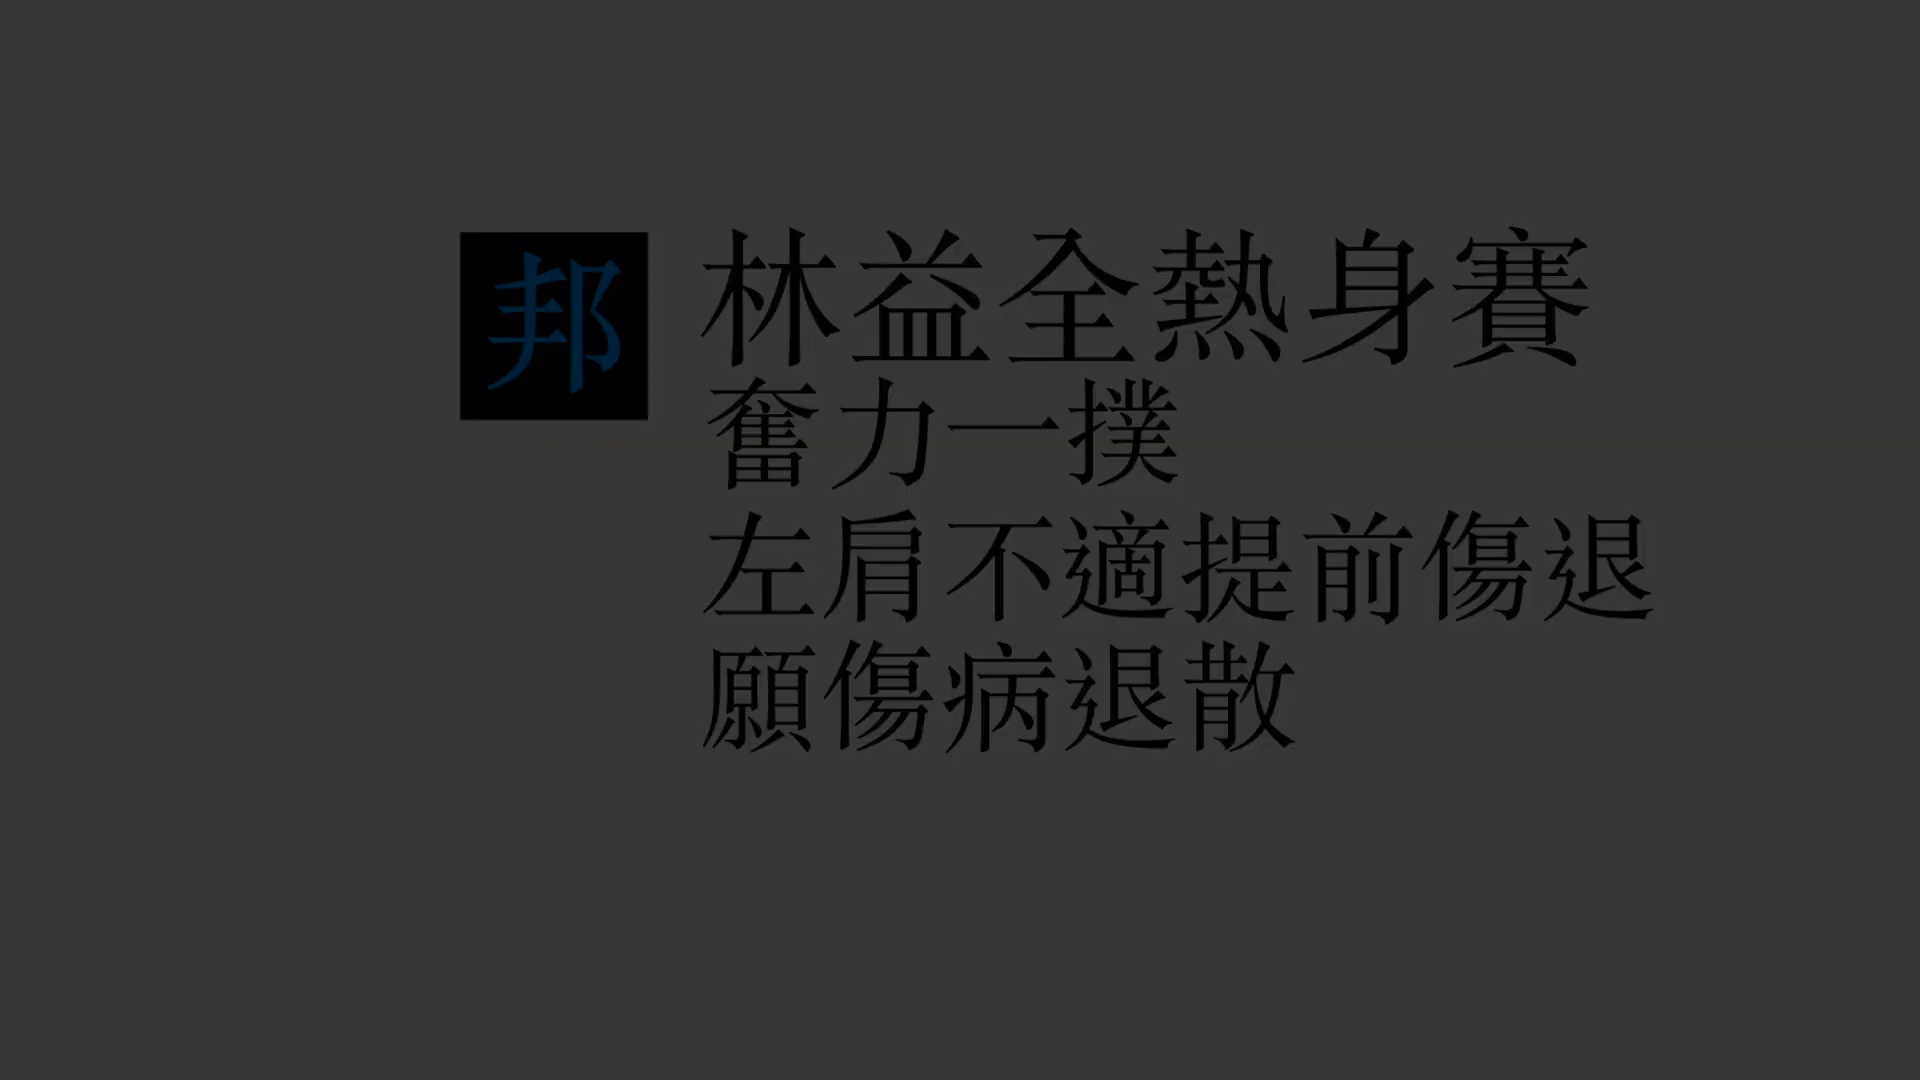 邦
林益全熱身賽
奮力一撲
左肩不適提前傷退
願傷病退散